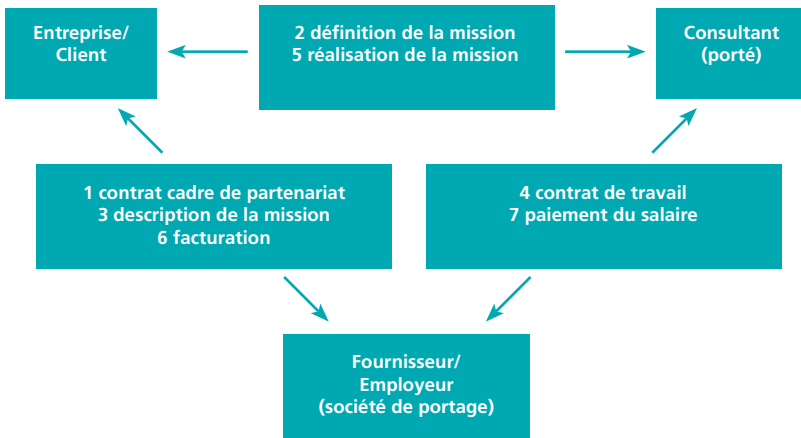 Entreprise/
Client
2 définition de la mission
5 réalisation de la mission
Consultant
(porté)
1 contrat cadre de partenariat
3 description de la mission
6 facturation
4 contrat de travail
7 paiement du salaire
Fournisseur/
Employeur
(société de portage)